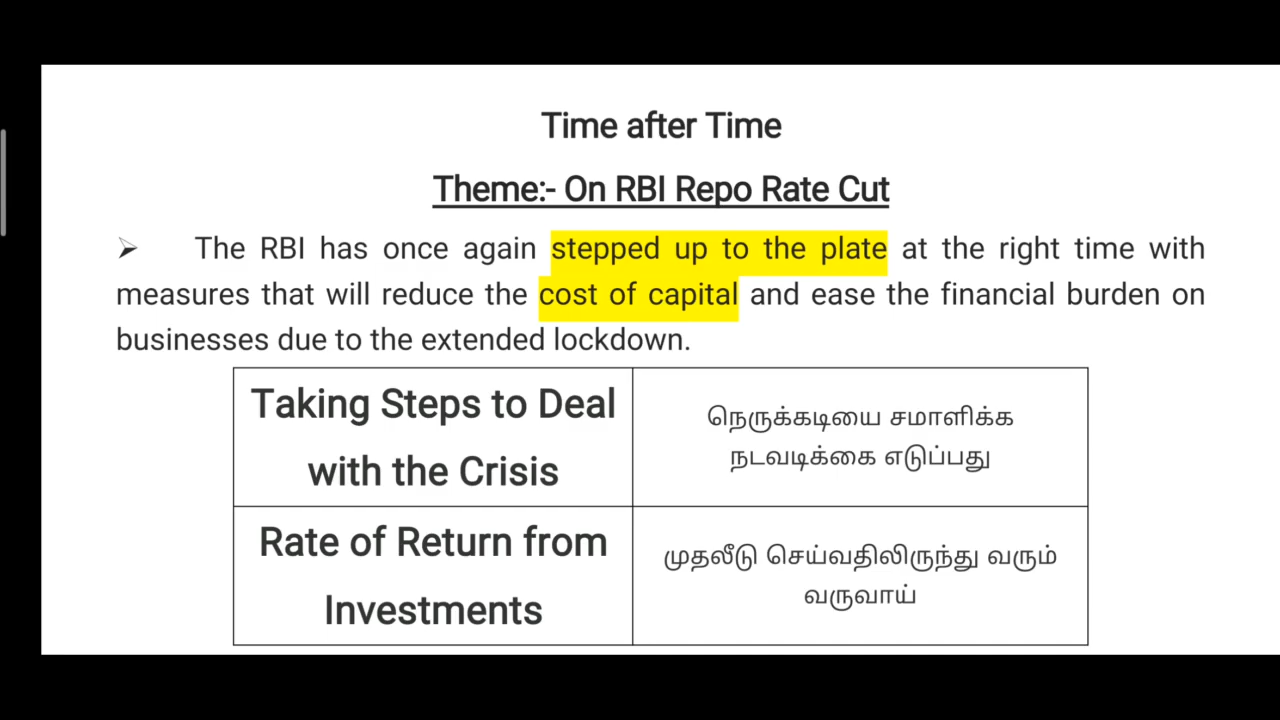 Time after Time
Theme:- On RBI Repo Rate Cut
➢ The RBI has once again stepped up to the plate at the right time with
measures that will reduce the cost of capital and ease the financial burden on
businesses due to the extended lockdown.
Taking Steps to Deal
with the Crisis
நெருக்கடியை சமாளிக்க
நடவடிக்கை எடுப்பது
Rate of Return from
Investments
முதலீடு செய்வதிலிருந்து வரும்
வருவாய்